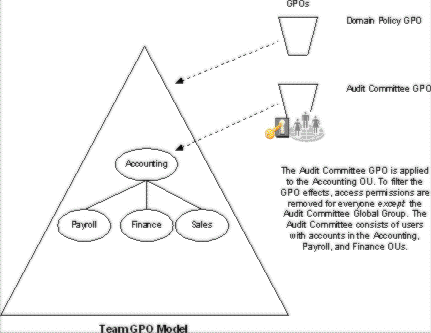 GPOs
Domain Policy GPO
Audit Committee GPO
Accounting
Payroll
Finance
Sales
The Audit Committee GPO is applied
to the Accounting OU. To filter the
GPO effects, access permissions are
removed for everyone except the
Audit Committee Global Group. The
Audit Committee consists of users
with accounts in the Accounting,
Payroll, and Finance OUs.
Team GPO Model